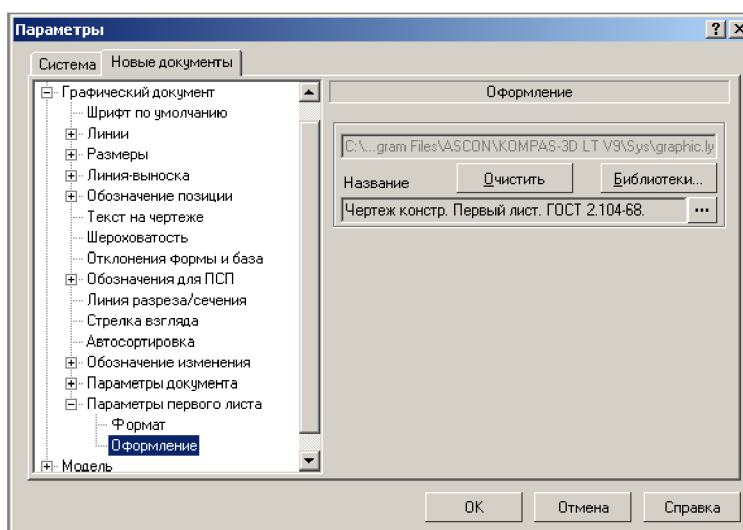 Параметры
Система Новые документы
Графический документ
Шрифт по умолчанию
Линии
Размеры
Линия-выноска
Обозначение позиции
Текст на чертеже
Шероховатость
Отклонения формы и база
Обозначения для ПСП
Линия разреза/сечения
Стрелка взгляда
Автосортировка
Обозначение изменения
Параметры документа
Параметры первого листа
Формат
Оформление
Модель
Оформление
C:\...gram Files\ASCON\KOMPAS-3D LT V9\Sys\graphic.ly
Название Очистить Библиотеки...
Чертеж констр. Первый лист. ГОСТ 2.104-68. ...
OK Отмена Справка